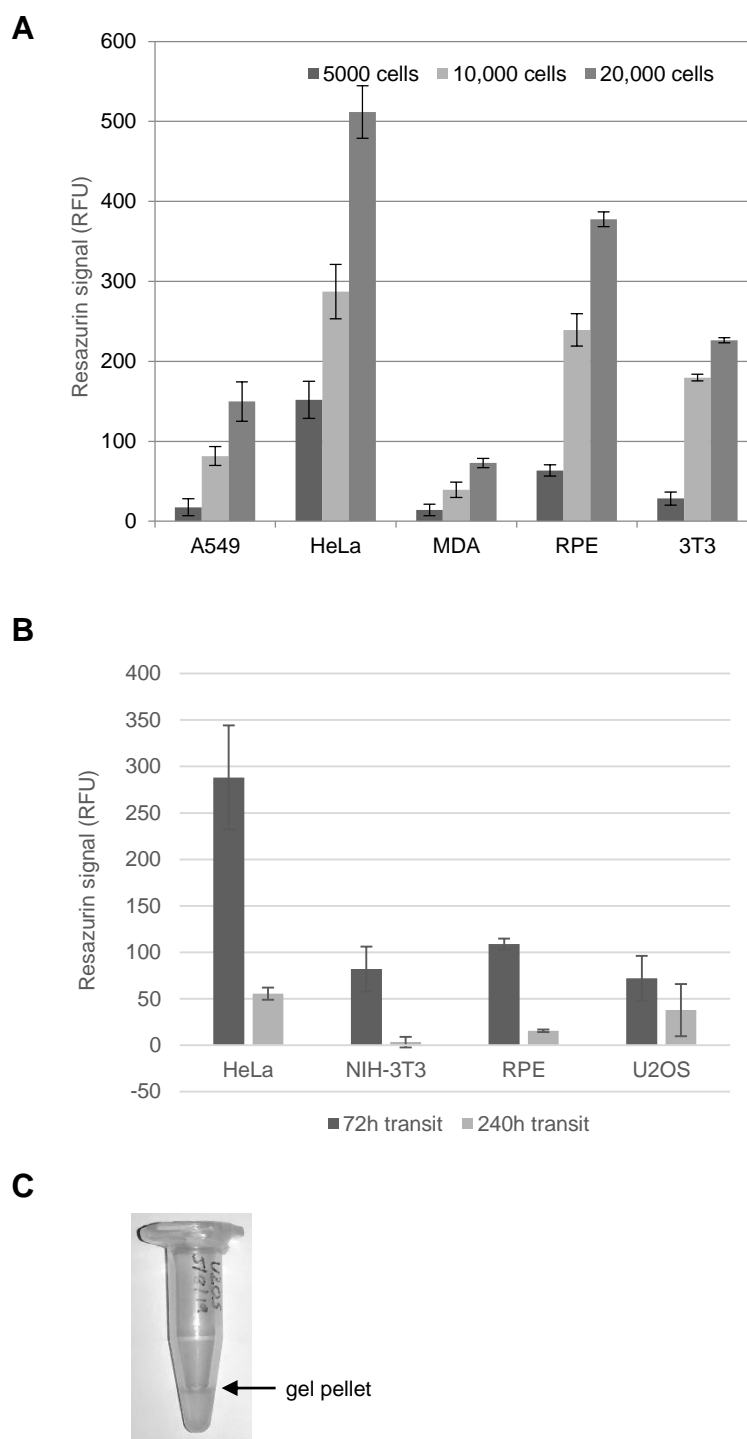 A
600
500
400
300
200
100
0
Resazurin signal (RFU)
5000 cells 10,000 cells 20,000 cells
A549 HeLa MDA RPE 3T3
B
400
350
300
250
200
150
100
50
0
-50
Resazurin signal (RFU)
HeLa NIH-3T3 RPE U2OS
72h transit 240h transit
C
U2OS
gel pellet